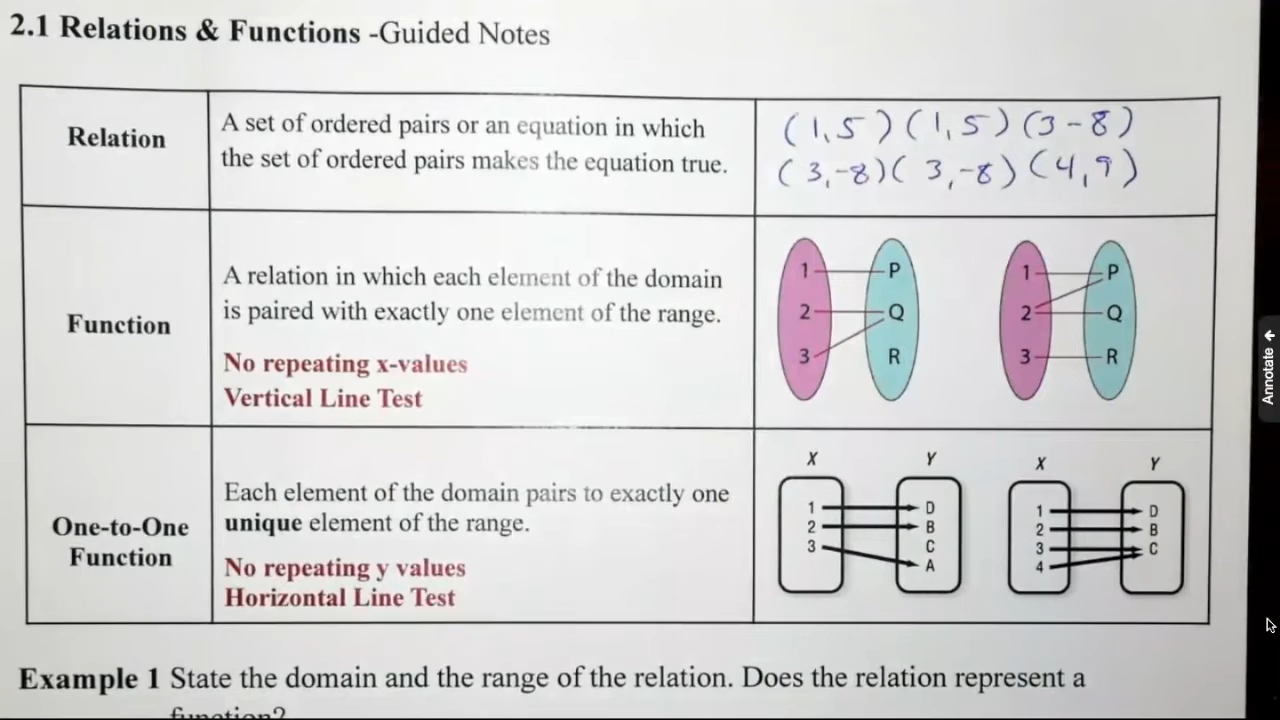 2.1 Relations & Functions -Guided Notes
Relation
A set of ordered pairs or an equation in which
the set of ordered pairs makes the equation true.
(1,5) (1,5) (3-8)
(3,-8) (3,-8) (4,9)
Function
A relation in which each element of the domain
is paired with exactly one element of the range.
No repeating x-values
Vertical Line Test
1 P
2 Q
3 R
1 P
2 Q
3 R
One-to-One
Function
Each element of the domain pairs to exactly one
unique element of the range.
No repeating y values
Horizontal Line Test
X Y
1 D
2 B
3 C
A
X Y
1 D
2 B
3 C
4
Example 1 State the domain and the range of the relation. Does the relation represent a
function?
Annotate